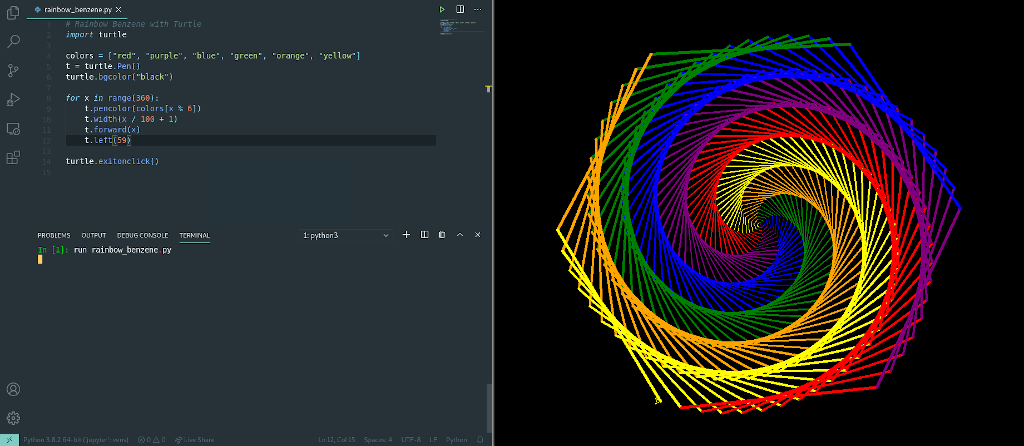 rainbow_benzene.py
1 # Rainbow Benzene with Turtle
2 import turtle
3
4 colors = ["red", "purple", "blue", "green", "orange", "yellow"]
5 t = turtle.Pen()
6 turtle.bgcolor("black")
7
8 for x in range(360):
9 t.pencolor(colors[x % 6])
10 t.width(x / 100 + 1)
11 t.forward(x)
12 t.left(59)
13
14 turtle.exitonclick()
15
PROBLEMS OUTPUT DEBUG CONSOLE TERMINAL 1: python3
In [1]: run rainbow_benzene.py
Python 3.8.2 64-bit ('jupyter': venv) 0 0 Live Share Ln 12, Col 15 Spaces: 4 UTF-8 LF Python